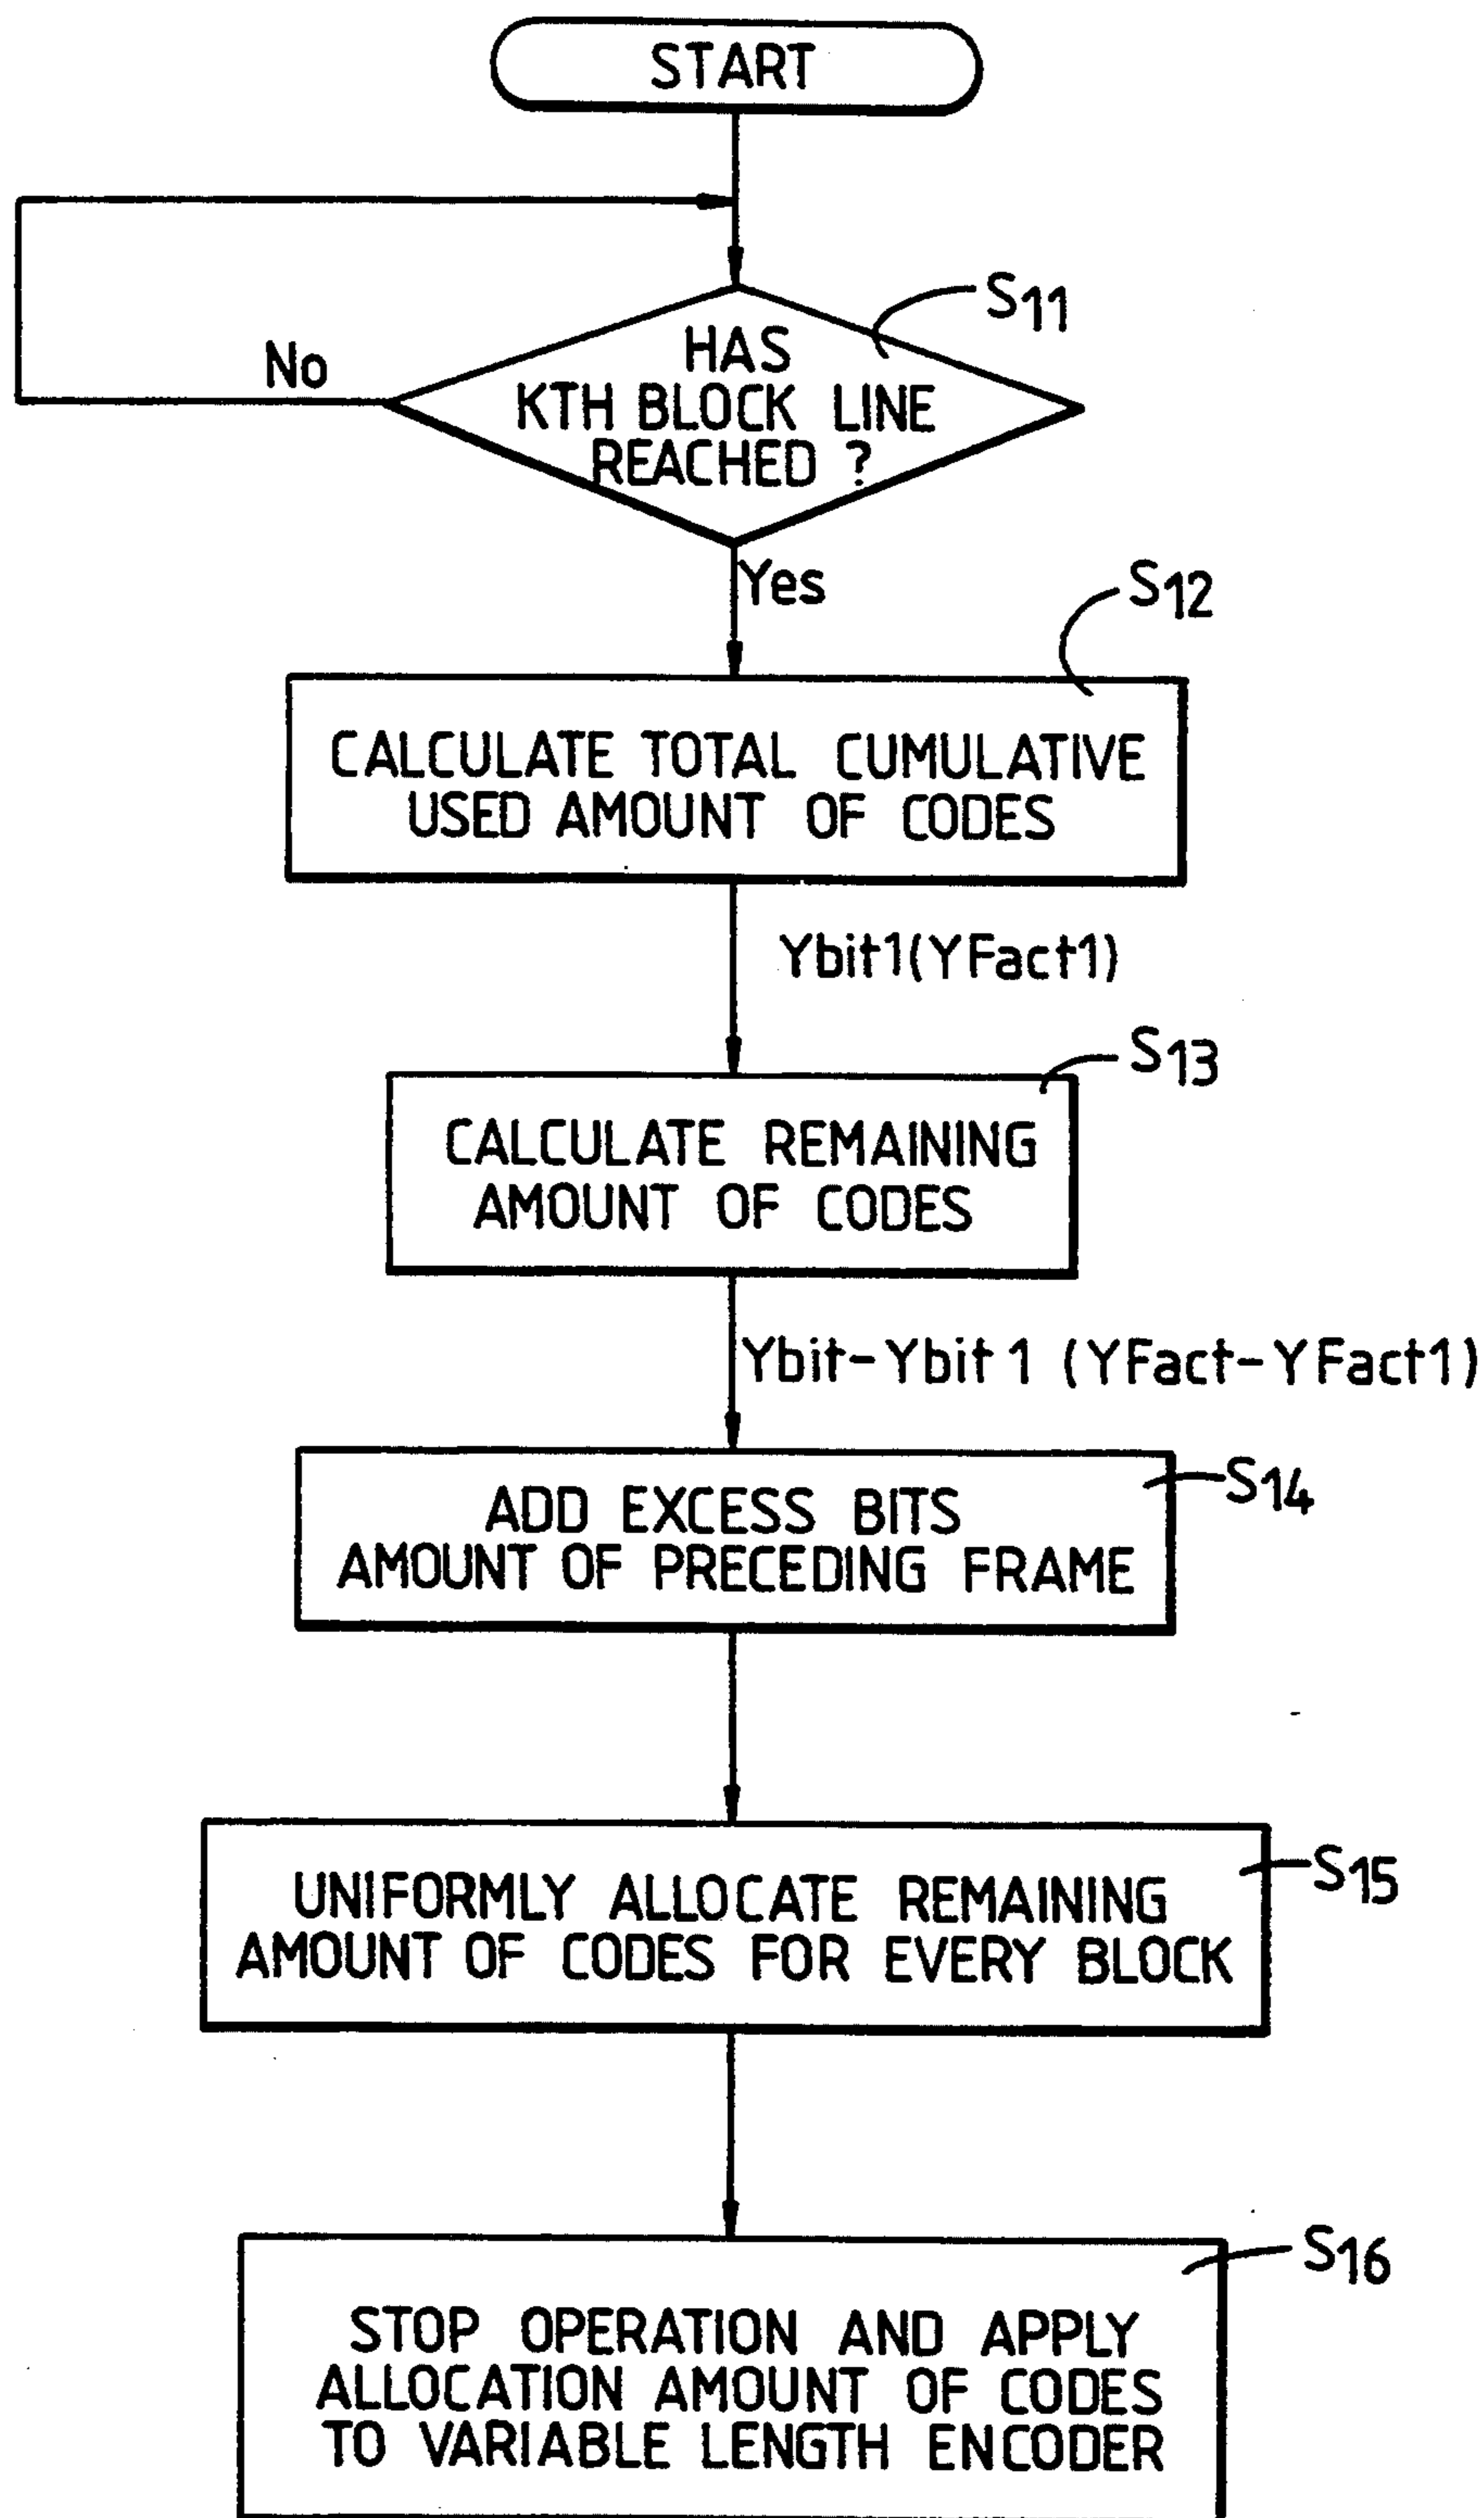 START
S11
HAS
KTH BLOCK LINE
REACHED ?
No
Yes
S12
CALCULATE TOTAL CUMULATIVE
USED AMOUNT OF CODES
Ybit1(YFact1)
S13
CALCULATE REMAINING
AMOUNT OF CODES
Ybit-Ybit1 (YFact-YFact1)
S14
ADD EXCESS BITS
AMOUNT OF PRECEDING FRAME
S15
UNIFORMLY ALLOCATE REMAINING
AMOUNT OF CODES FOR EVERY BLOCK
S16
STOP OPERATION AND APPLY
ALLOCATION AMOUNT OF CODES
TO VARIABLE LENGTH ENCODER